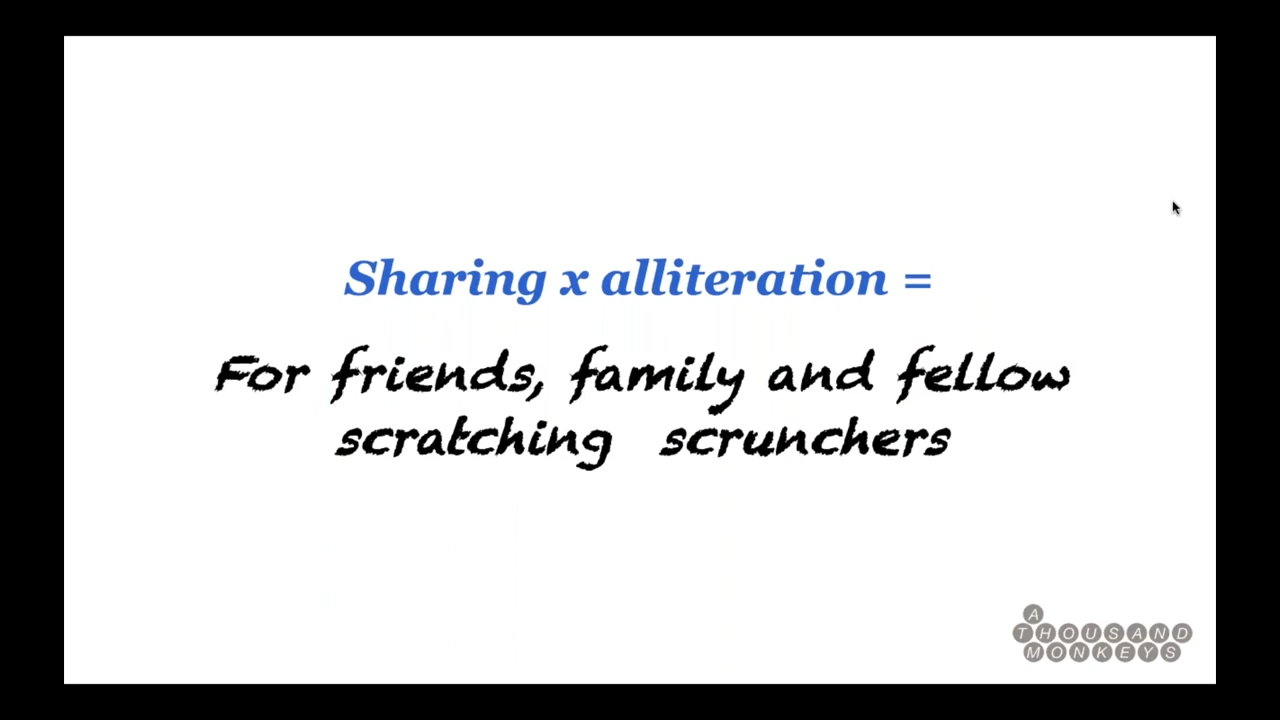 Sharing x alliteration =
For friends, family and fellow
scratching scrunchers
A
THOUSAND
MONKEYS